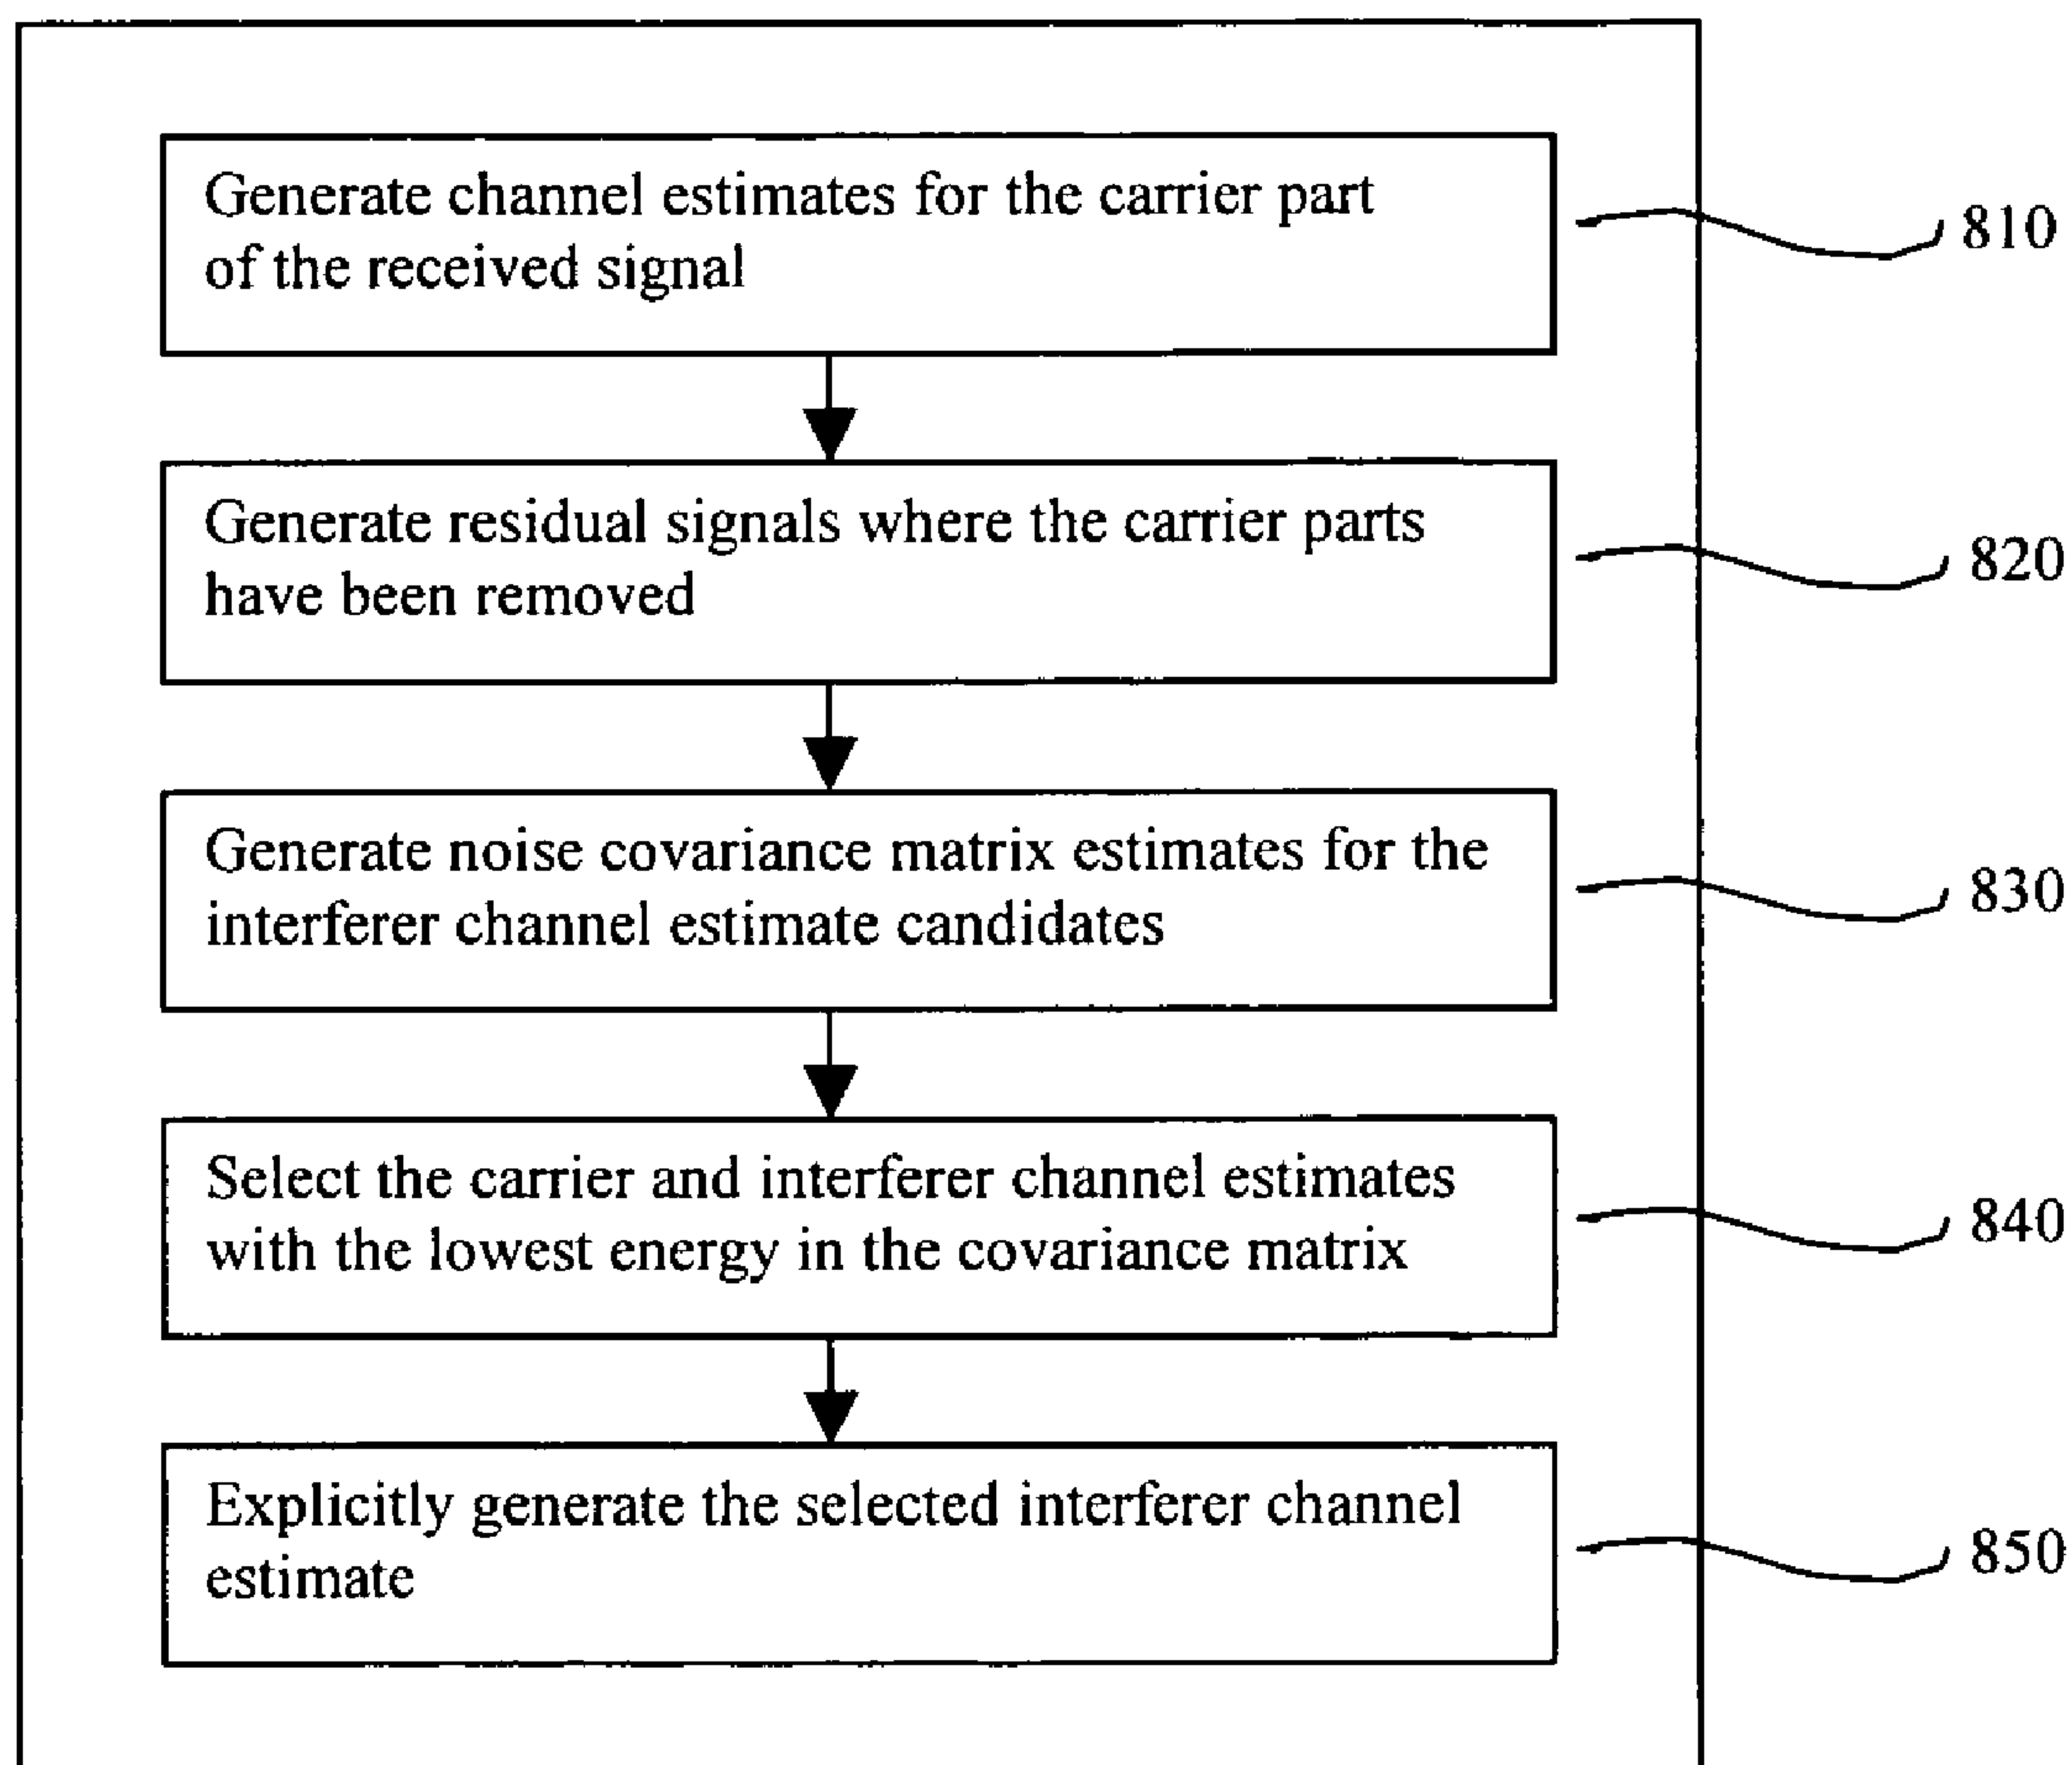 Generate channel estimates for the carrier part
of the received signal
810
Generate residual signals where the carrier parts
have been removed
820
Generate noise covariance matrix estimates for the
interferer channel estimate candidates
830
Select the carrier and interferer channel estimates
with the lowest energy in the covariance matrix
840
Explicitly generate the selected interferer channel
estimate
850